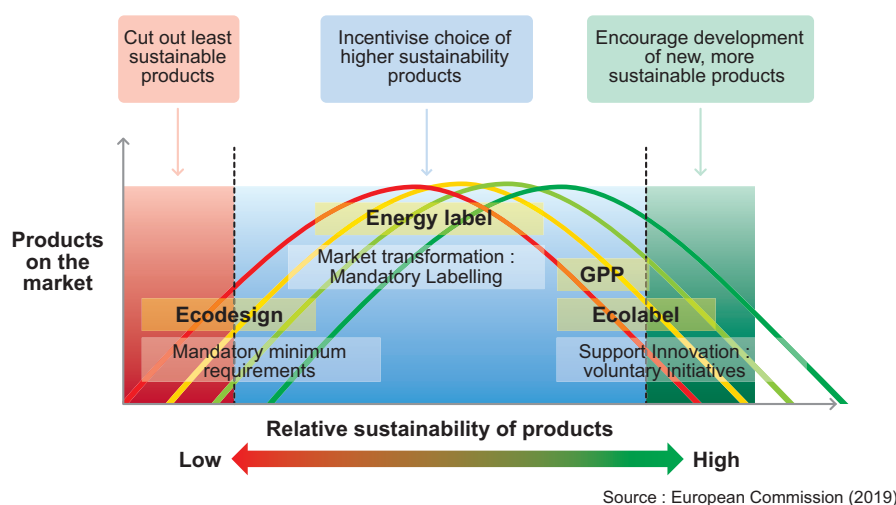 Cut out least
sustainable
products
Incentivise choice of
higher sustainability
products
Encourage development
of new, more
sustainable products
Products
on the
market
Energy label
Market transformation :
Mandatory Labelling
GPP
Ecodesign
Ecolabel
Mandatory minimum
requirements
Support Innovation :
voluntary initiatives
Relative sustainability of products
Low
High
Source : European Commission (2019)